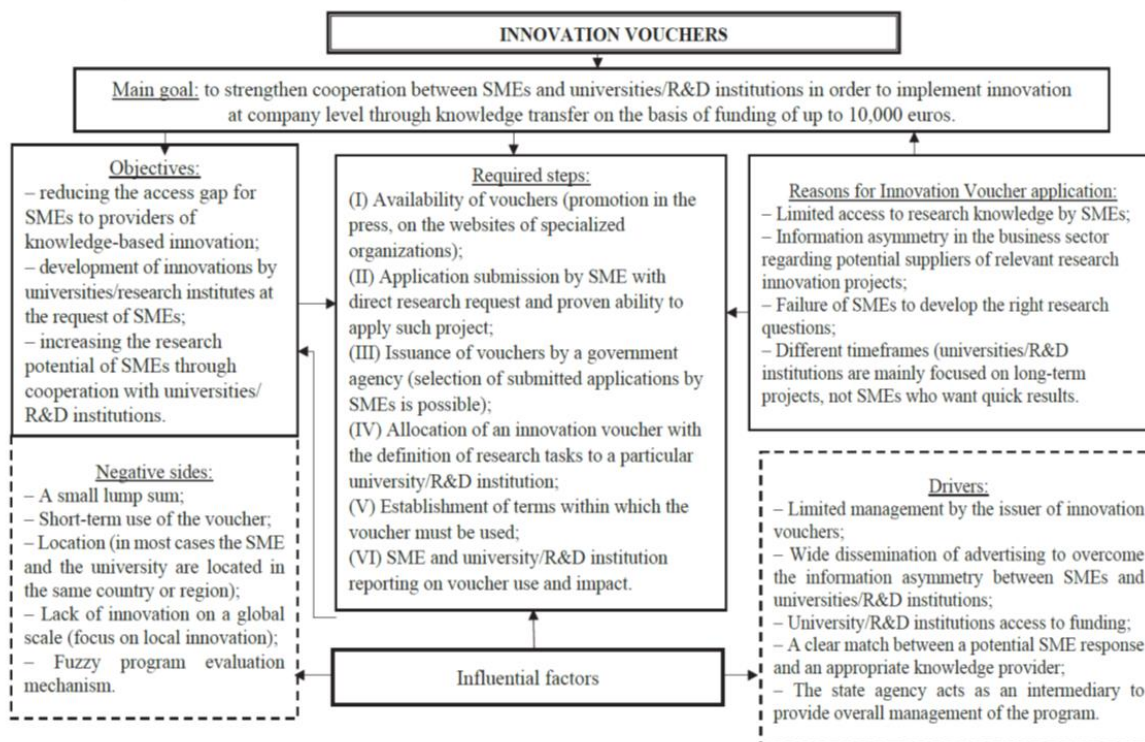 INNOVATION VOUCHERS
Main goal: to strengthen cooperation between SMEs and universities/R&D institutions in order to implement innovation
at company level through knowledge transfer on the basis of funding of up to 10,000 euros.
Objectives:
– reducing the access gap for
SMEs to providers of
knowledge-based innovation;
– development of innovations by
universities/research institutes at
the request of SMEs;
– increasing the research
potential of SMEs through
cooperation with universities/
R&D institutions.
Required steps:
(I) Availability of vouchers (promotion in the
press, on the websites of specialized
organizations);
(II) Application submission by SME with
direct research request and proven ability to
apply such project;
(III) Issuance of vouchers by a government
agency (selection of submitted applications by
SMEs is possible);
(IV) Allocation of an innovation voucher with
the definition of research tasks to a particular
university/R&D institution;
(V) Establishment of terms within which the
voucher must be used;
(VI) SME and university/R&D institution
reporting on voucher use and impact.
Reasons for Innovation Voucher application:
– Limited access to research knowledge by SMEs;
– Information asymmetry in the business sector
regarding potential suppliers of relevant research
innovation projects;
– Failure of SMEs to develop the right research
questions;
– Different timeframes (universities/R&D
institutions are mainly focused on long-term
projects, not SMEs who want quick results.
Negative sides:
– A small lump sum;
– Short-term use of the voucher;
– Location (in most cases the SME
and the university are located in
the same country or region);
– Lack of innovation on a global
scale (focus on local innovation);
– Fuzzy program evaluation
mechanism.
Influential factors
Drivers:
– Limited management by the issuer of innovation
vouchers;
– Wide dissemination of advertising to overcome
the information asymmetry between SMEs and
universities/R&D institutions;
– University/R&D institutions access to funding;
– A clear match between a potential SME response
and an appropriate knowledge provider;
– The state agency acts as an intermediary to
provide overall management of the program.